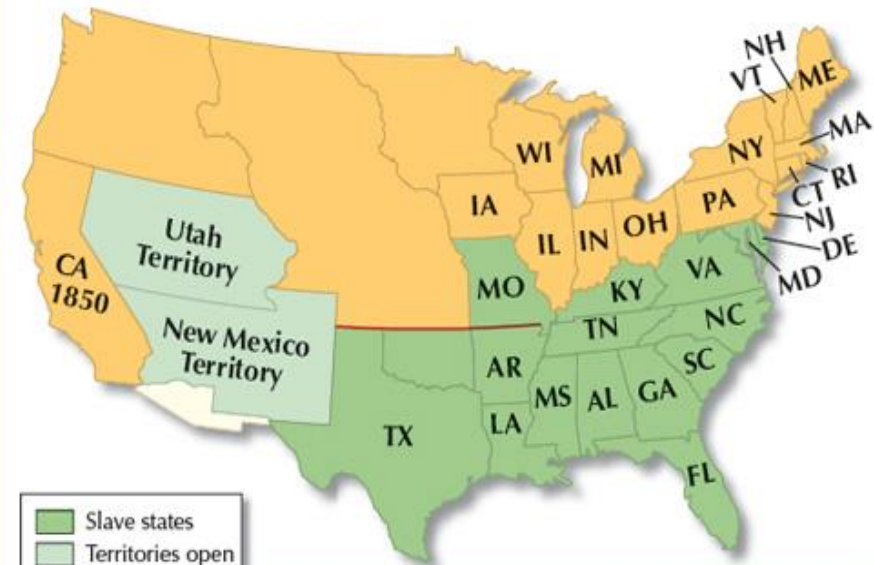 NH
VT
ME
MA
WI
MI
NY
RI
CT
IA
PA
NJ
Utah
Territory
IL
IN
OH
DE
CA
1850
MO
KY
VA
MD
New Mexico
Territory
TN
NC
AR
SC
MS
AL
GA
TX
LA
FL
Slave states
Territories open